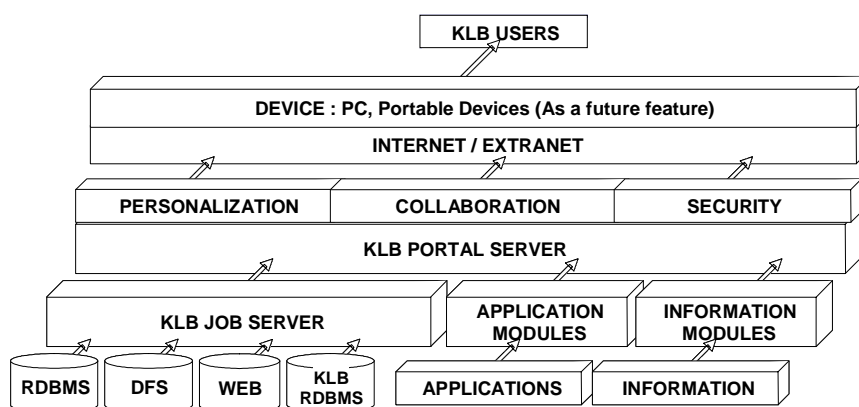 KLB USERS
DEVICE : PC, Portable Devices (As a future feature)
INTERNET / EXTRANET
PERSONALIZATION
COLLABORATION
SECURITY
KLB PORTAL SERVER
KLB JOB SERVER
APPLICATION
MODULES
INFORMATION
MODULES
RDBMS
DFS
WEB
KLB
RDBMS
APPLICATIONS
INFORMATION